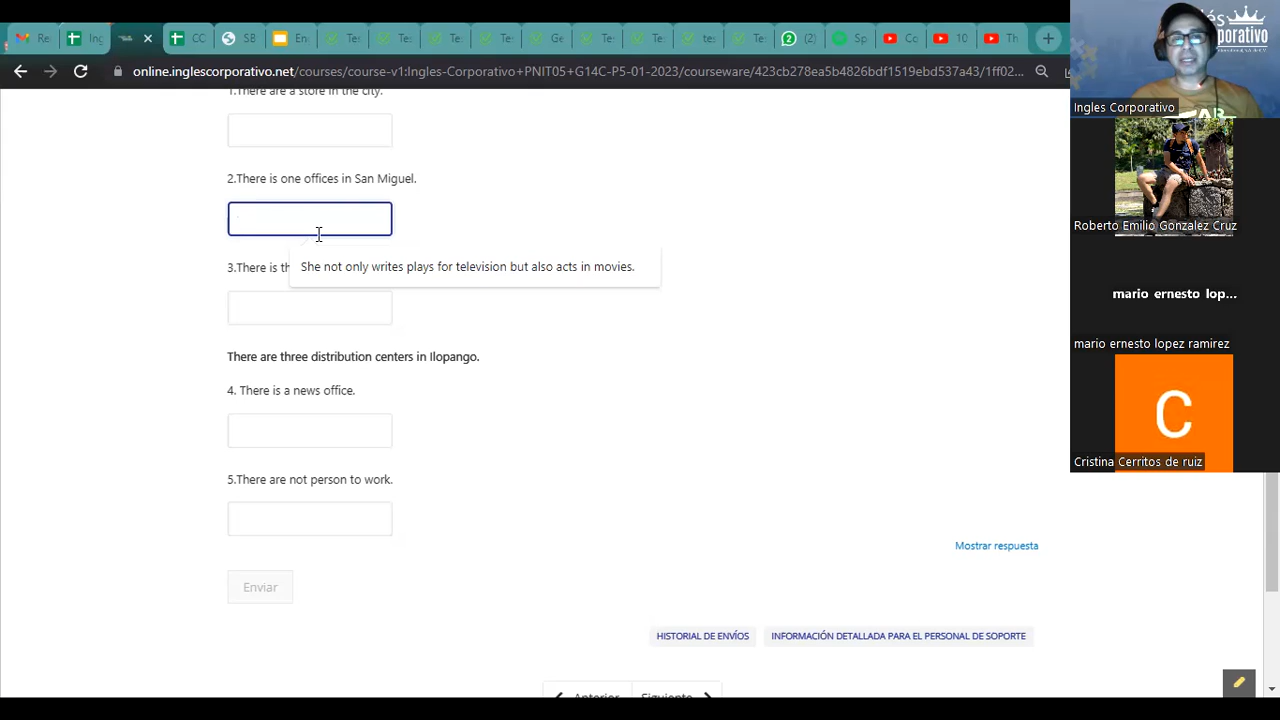 Re
Ing
CC
SB
Eng
Te:
Te:
Te:
Ge
Te:
Te:
te:
Te:
(2)
Sp
Co
10
Th
online.inglescorporativo.net/courses/course-v1:Ingles-Corporativo+PNIT05+G14C-P5-01-2023/courseware/423cb278ea5b4826bdf1519ebd537a43/1ff02...
1.There are a store in the city.
2.There is one offices in San Miguel.
She not only writes plays for television but also acts in movies.
3.There is th
There are three distribution centers in Ilopango.
4. There is a news office.
5.There are not person to work.
Mostrar respuesta
Enviar
HISTORIAL DE ENVÍOS
INFORMACIÓN DETALLADA PARA EL PERSONAL DE SOPORTE
Anterior
Siguiente
Ingles Corporativo
Roberto Emilio Gonzalez Cruz
mario ernesto lop...
mario ernesto lopez ramirez
C
Cristina Cerritos de ruiz